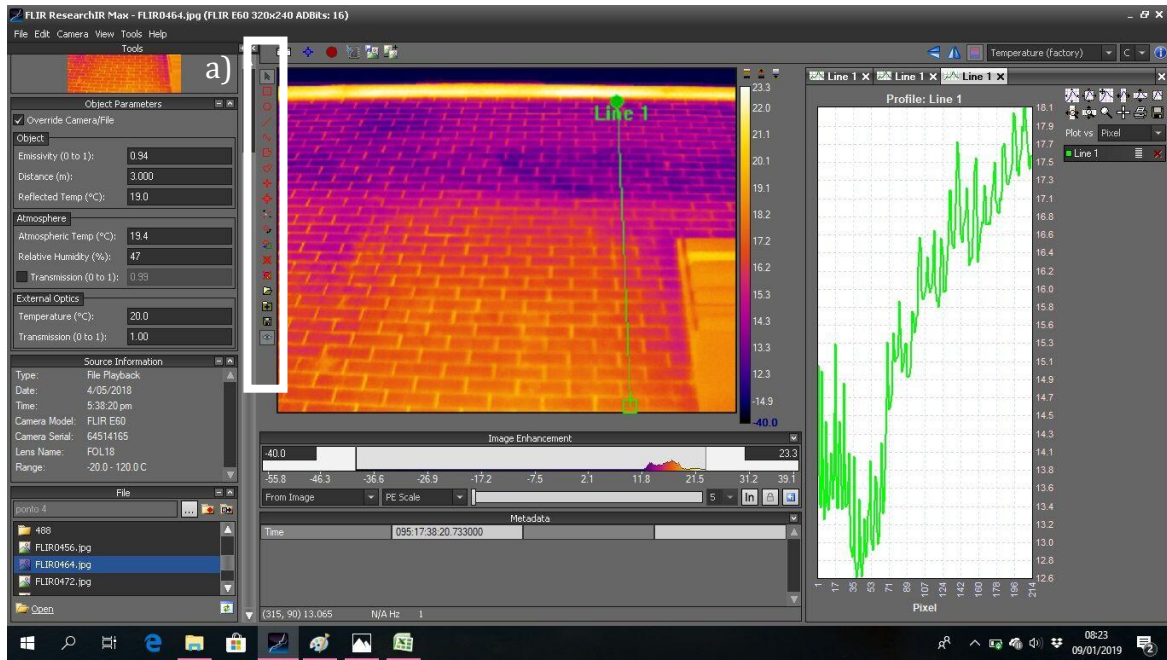 FLIR ResearchIR Max - FLIR0464.jpg (FLIR E60 320x240 ADBits: 16)
File Edit Camera View Tools Help
Tools
a)
Temperature (factory)
C
Object Parameters
Override Camera/File
Object
Emissivity (0 to 1): 0.94
Distance (m): 3.000
Reflected Temp (°C): 19.0
Atmosphere
Atmospheric Temp (°C): 19.4
Relative Humidity (%): 47
Transmission (0 to 1): 0.99
External Optics
Temperature (°C): 20.0
Transmission (0 to 1): 1.00
Source Information
Type: File Playback
Date: 4/05/2018
Time: 5:38:20 pm
Camera Model: FLIR E60
Camera Serial: 64514165
Lens Name: FOL18
Range: -20.0 - 120.0 C
File
ponto 4
...
488
FLIR0456.jpg
FLIR0464.jpg
FLIR0472.jpg
Open
Line 1
23.3
22.0
21.1
20.1
19.1
18.2
17.2
16.2
15.3
14.3
13.3
12.3
-14.9
-40.0
Image Enhancement
-40.0 23.3
-55.8 -46.3 -36.6 -26.9 -17.2 -7.5 2.1 11.8 21.5 31.2 39.1
From Image PE Scale 5 ln
Metadata
Time 095:17:38:20.733000
(315, 90) 13.065 N/A Hz 1
Line 1 X Line 1 X Line 1 X
Profile: Line 1
18.1
17.9
17.7
17.5
17.3
17.1
16.8
16.6
16.4
16.2
16.0
15.8
15.6
15.3
15.1
14.9
14.7
14.5
14.3
14.1
13.8
13.6
13.4
13.2
13.0
12.8
12.6
1 17 35 53 71 89 107 124 142 160 178 196 214
Pixel
Plot vs Pixel
Line 1
08:23
09/01/2019
2